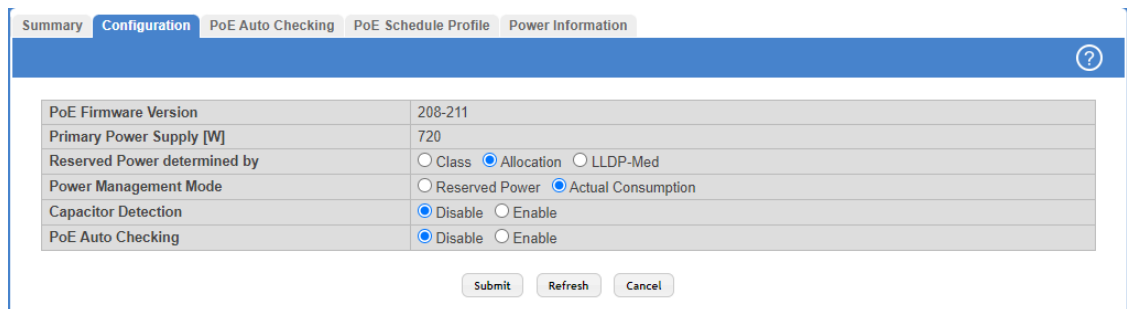 Summary Configuration PoE Auto Checking PoE Schedule Profile Power Information
?
PoE Firmware Version 208-211
Primary Power Supply [W] 720
Reserved Power determined by Class Allocation LLDP-Med
Power Management Mode Reserved Power Actual Consumption
Capacitor Detection Disable Enable
PoE Auto Checking Disable Enable
Submit Refresh Cancel